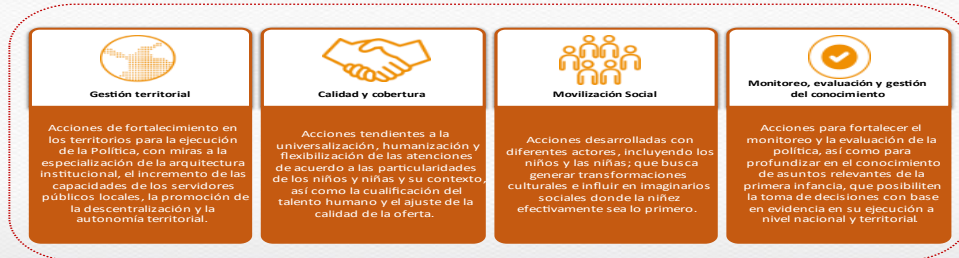 Gestión territorial
Acciones de fortalecimiento en
los territorios para la ejecución
de la Política, con miras a la
especialización de la arquitectura
institucional, el incremento de las
capacidades de los servidores
públicos locales, la promoción de
la descentralización y la
autonomía territorial.
Calidad y cobertura
Acciones tendientes a la
universalización, humanización y
flexibilización de las atenciones
de acuerdo a las particularidades
de los niños y niñas y su contexto,
así como la cualificación del
talento humano y el ajuste de la
calidad de la oferta.
Movilización Social
Acciones desarrolladas con
diferentes actores, incluyendo los
niños y las niñas; que busca
generar transformaciones
culturales e influir en imaginarios
sociales donde la niñez
efectivamente sea lo primero.
Monitoreo, evaluación y gestión
del conocimiento
Acciones para fortalecer el
monitoreo y la evaluación de la
política, así como para
profundizar en el conocimiento
de asuntos relevantes de la
primera infancia, que posibiliten
la toma de decisiones con base
en evidencia en su ejecución a
nivel nacional y territorial.